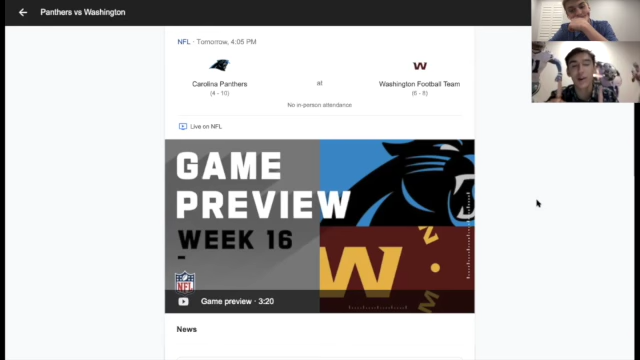 Panthers vs Washington
NFL · Tomorrow, 4:05 PM
Carolina Panthers
(4 - 10)
at
Washington Football Team
(6 - 8)
No in-person attendance
Live on NFL
GAME
PREVIEW
WEEK 16
NFL
Game preview · 3:20
News